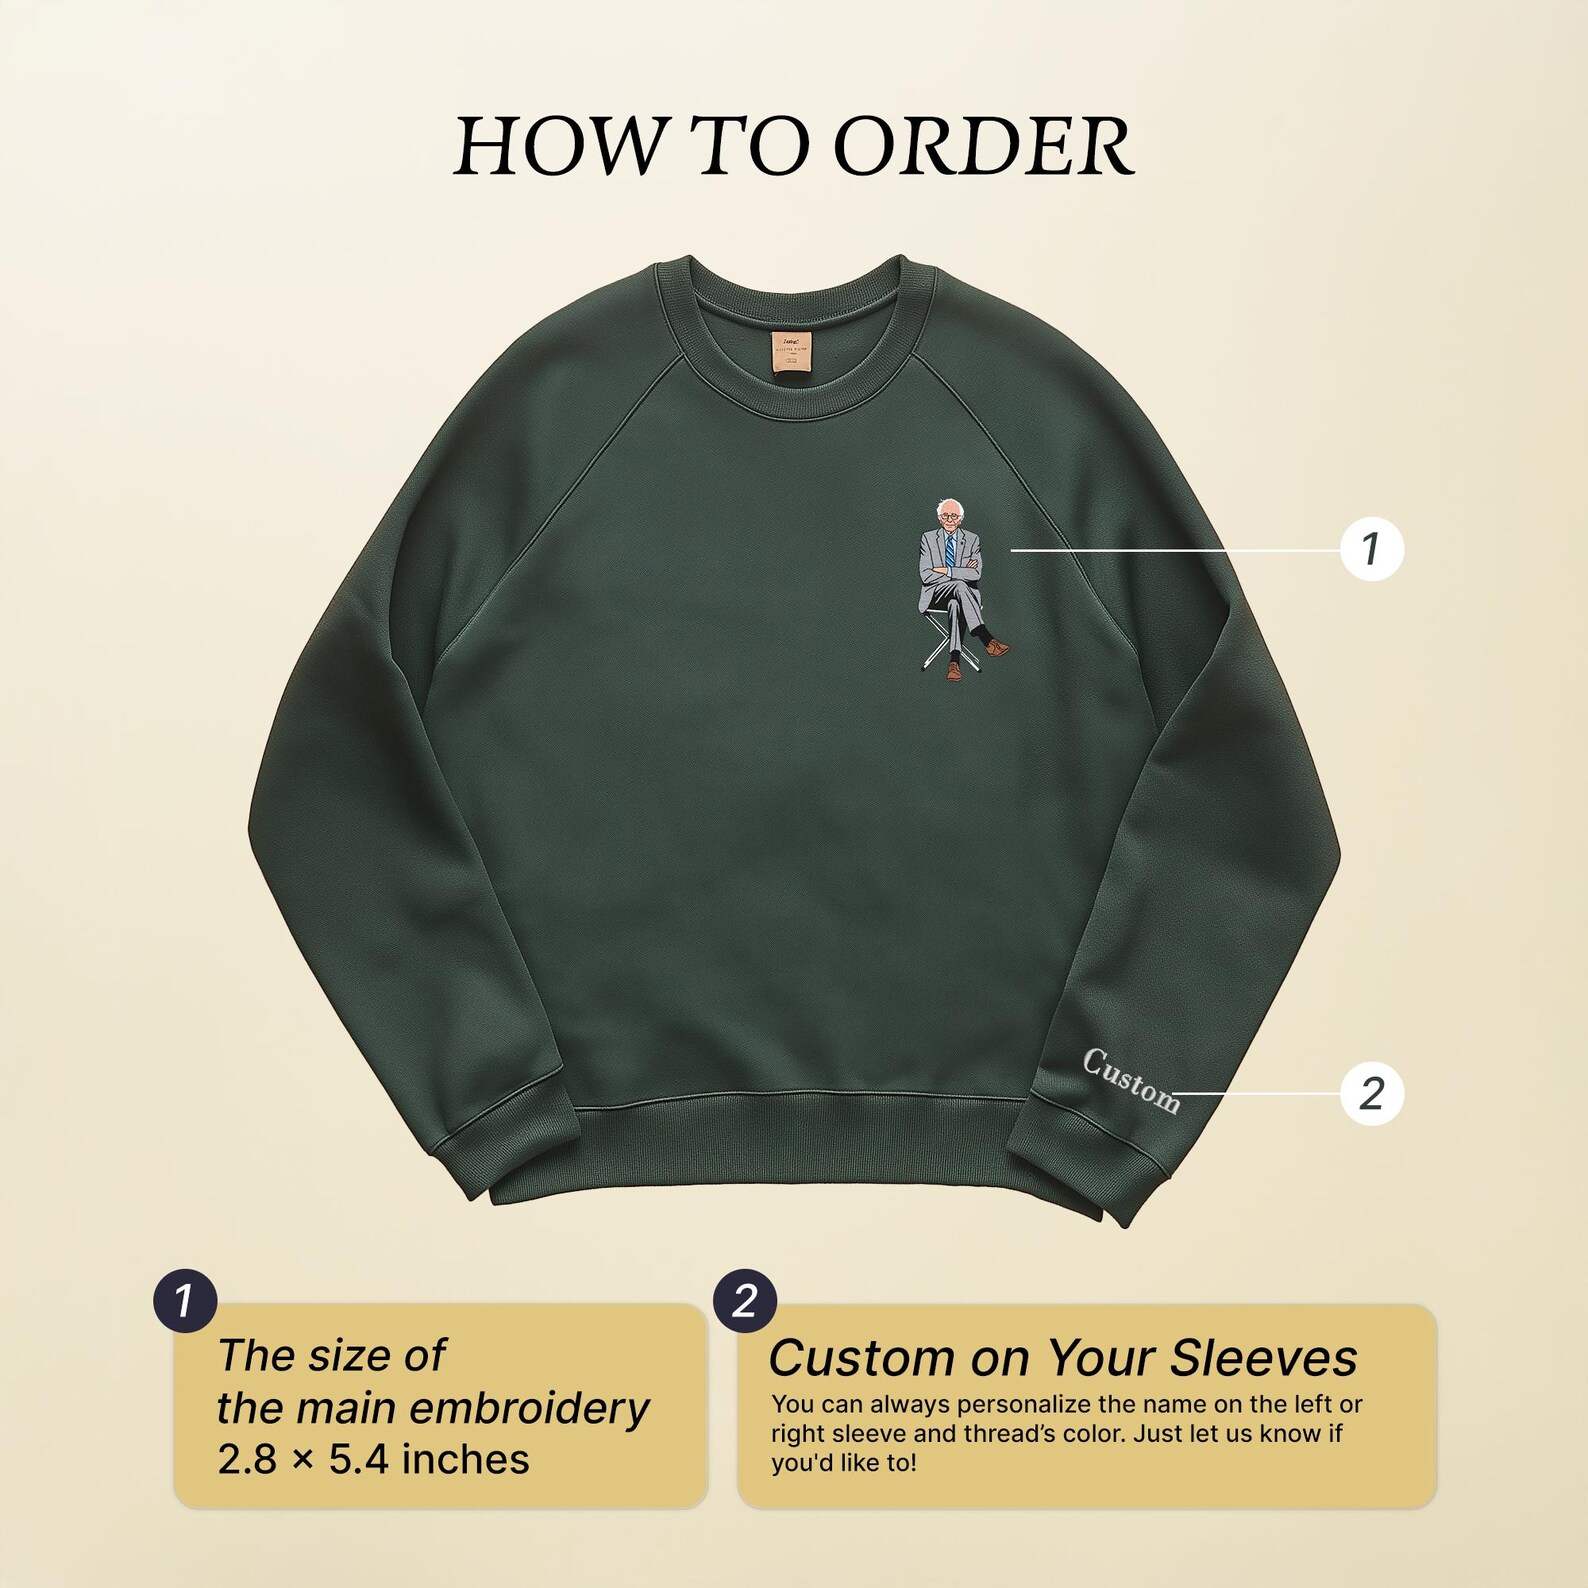 HOW TO ORDER
1
Custom
2
1
The size of
the main embroidery
2.8 × 5.4 inches
2
Custom on Your Sleeves
You can always personalize the name on the left or
right sleeve and thread’s color. Just let us know if
you'd like to!